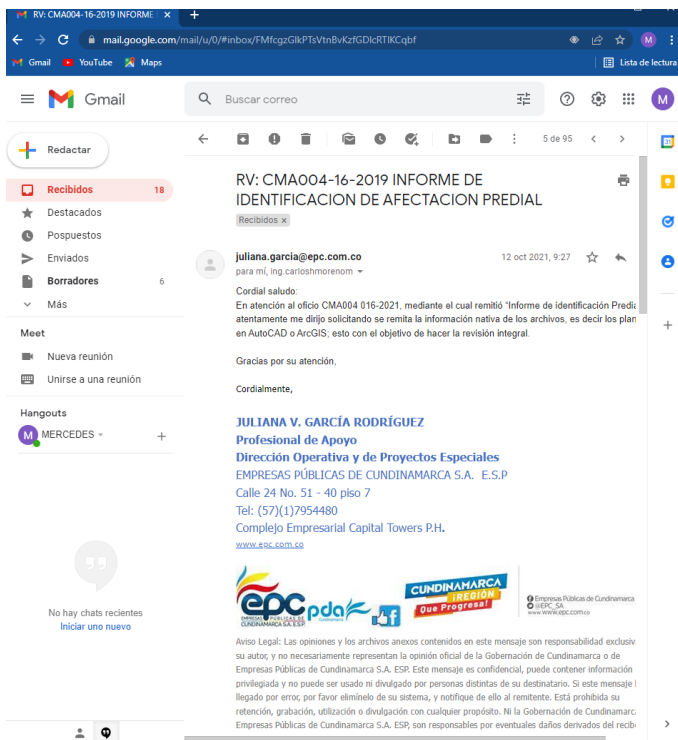 RV: CMA004-16-2019 INFORME
mail.google.com/mail/u/0/#inbox/FMfcgzGlkPTsVtnBvKzfGDlcRTlKCqbf
M
Gmail
YouTube
Maps
Lista de lectura
Gmail
Buscar correo
M
Redactar
5 de 95
31
Recibidos 18
Destacados
Pospuestos
Enviados
Borradores 6
Más
Meet
Nueva reunión
Unirse a una reunión
Hangouts
M MERCEDES
No hay chats recientes
Iniciar uno nuevo
RV: CMA004-16-2019 INFORME DE
IDENTIFICACION DE AFECTACION PREDIAL
Recibidos x
juliana.garcia@epc.com.co 12 oct 2021, 9:27
para mí, ing.carloshmorenom
Cordial saludo:
En atención al oficio CMA004 016-2021, mediante el cual remitió "Informe de identificación
atentamente me dirijo solicitando se remita la información nativa de los archivos, es decir los
en AutoCAD o ArcGIS; esto con el objetivo de hacer la revisión integral.
Gracias por su atención,
Cordialmente,
JULIANA V. GARCÍA RODRÍGUEZ
Profesional de Apoyo
Dirección Operativa y de Proyectos Especiales
EMPRESAS PÚBLICAS DE CUNDINAMARCA S.A. E.S.P
Calle 24 No. 51 - 40 piso 7
Tel: (57)(1)7954480
Complejo Empresarial Capital Towers P.H.
www.epc.com.co
epc
EMPRESAS PÚBLICAS DE
CUNDINAMARCA S.A. E.S.P.
pda
CUNDINAMARCA
¡REGIÓN
Que Progresa!
Empresas Públicas de Cundinamarca
@EPC_SA
www.epc.com.co
Aviso Legal: Las opiniones y los archivos anexos contenidos en este mensaje son responsabilidad
su autor, y no necesariamente representan la opinión oficial de la Gobernación de Cundinamarca o de
Empresas Públicas de Cundinamarca S.A. ESP. Este mensaje es confidencial, puede contener información
privilegiada y no puede ser usado ni divulgado por personas distintas de su destinatario. Si este mensaje
llegado por error, por favor elimínelo de su sistema, y notifique de ello al remitente. Está prohibida su
retención, grabación, utilización o divulgación con cualquier propósito. Ni la Gobernación de
Empresas Públicas de Cundinamarca S.A. ESP, son responsables por eventuales daños derivados del